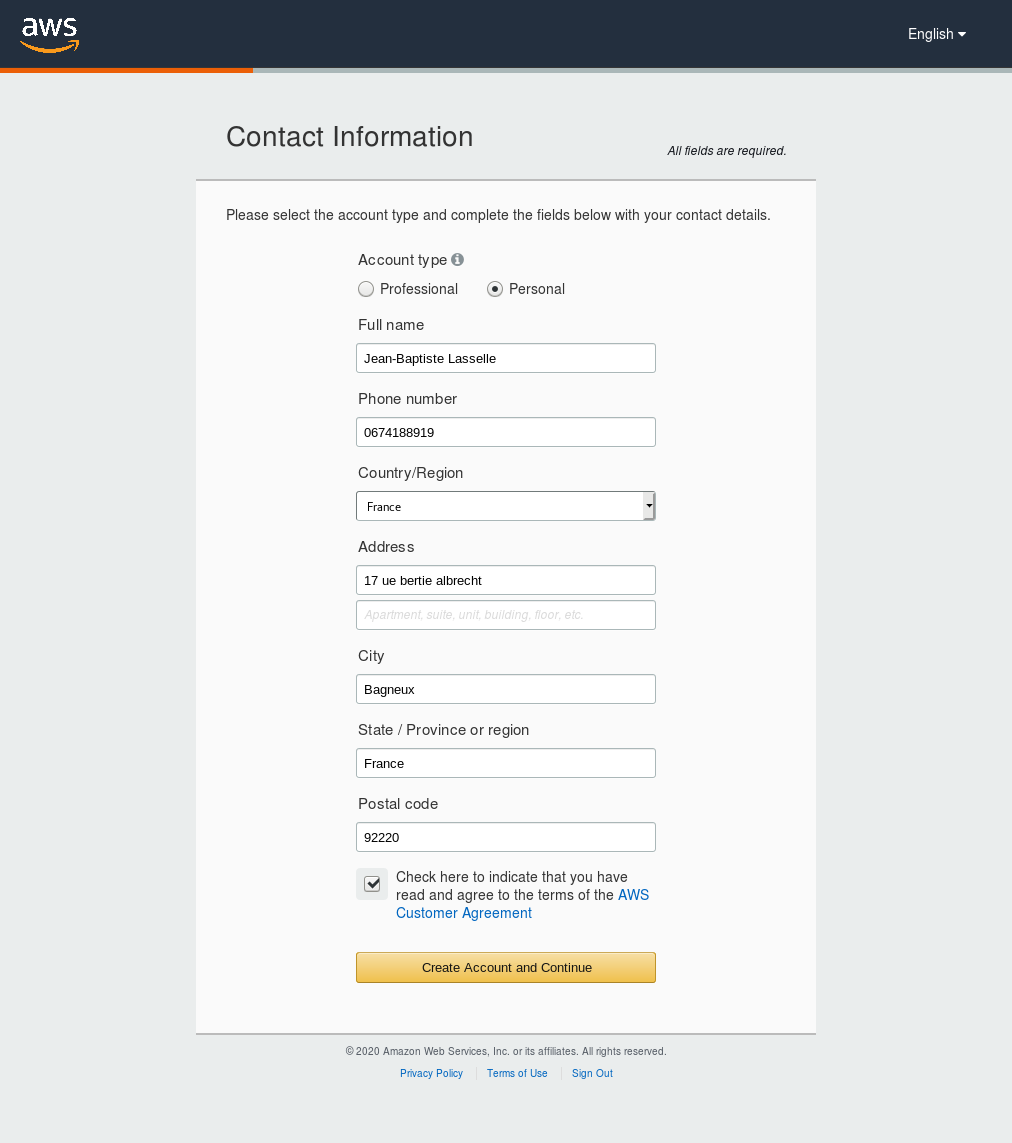 aws
English
Contact Information
All fields are required.
Please select the account type and complete the fields below with your contact details.
Account type
Professional
Personal
Full name
Jean-Baptiste Lasselle
Phone number
0674188919
Country/Region
France
Address
17 ue bertie albrecht
Apartment, suite, unit, building, floor, etc.
City
Bagneux
State / Province or region
France
Postal code
92220
Check here to indicate that you have
read and agree to the terms of the AWS
Customer Agreement
Create Account and Continue
© 2020 Amazon Web Services, Inc. or its affiliates. All rights reserved.
Privacy Policy
Terms of Use
Sign Out